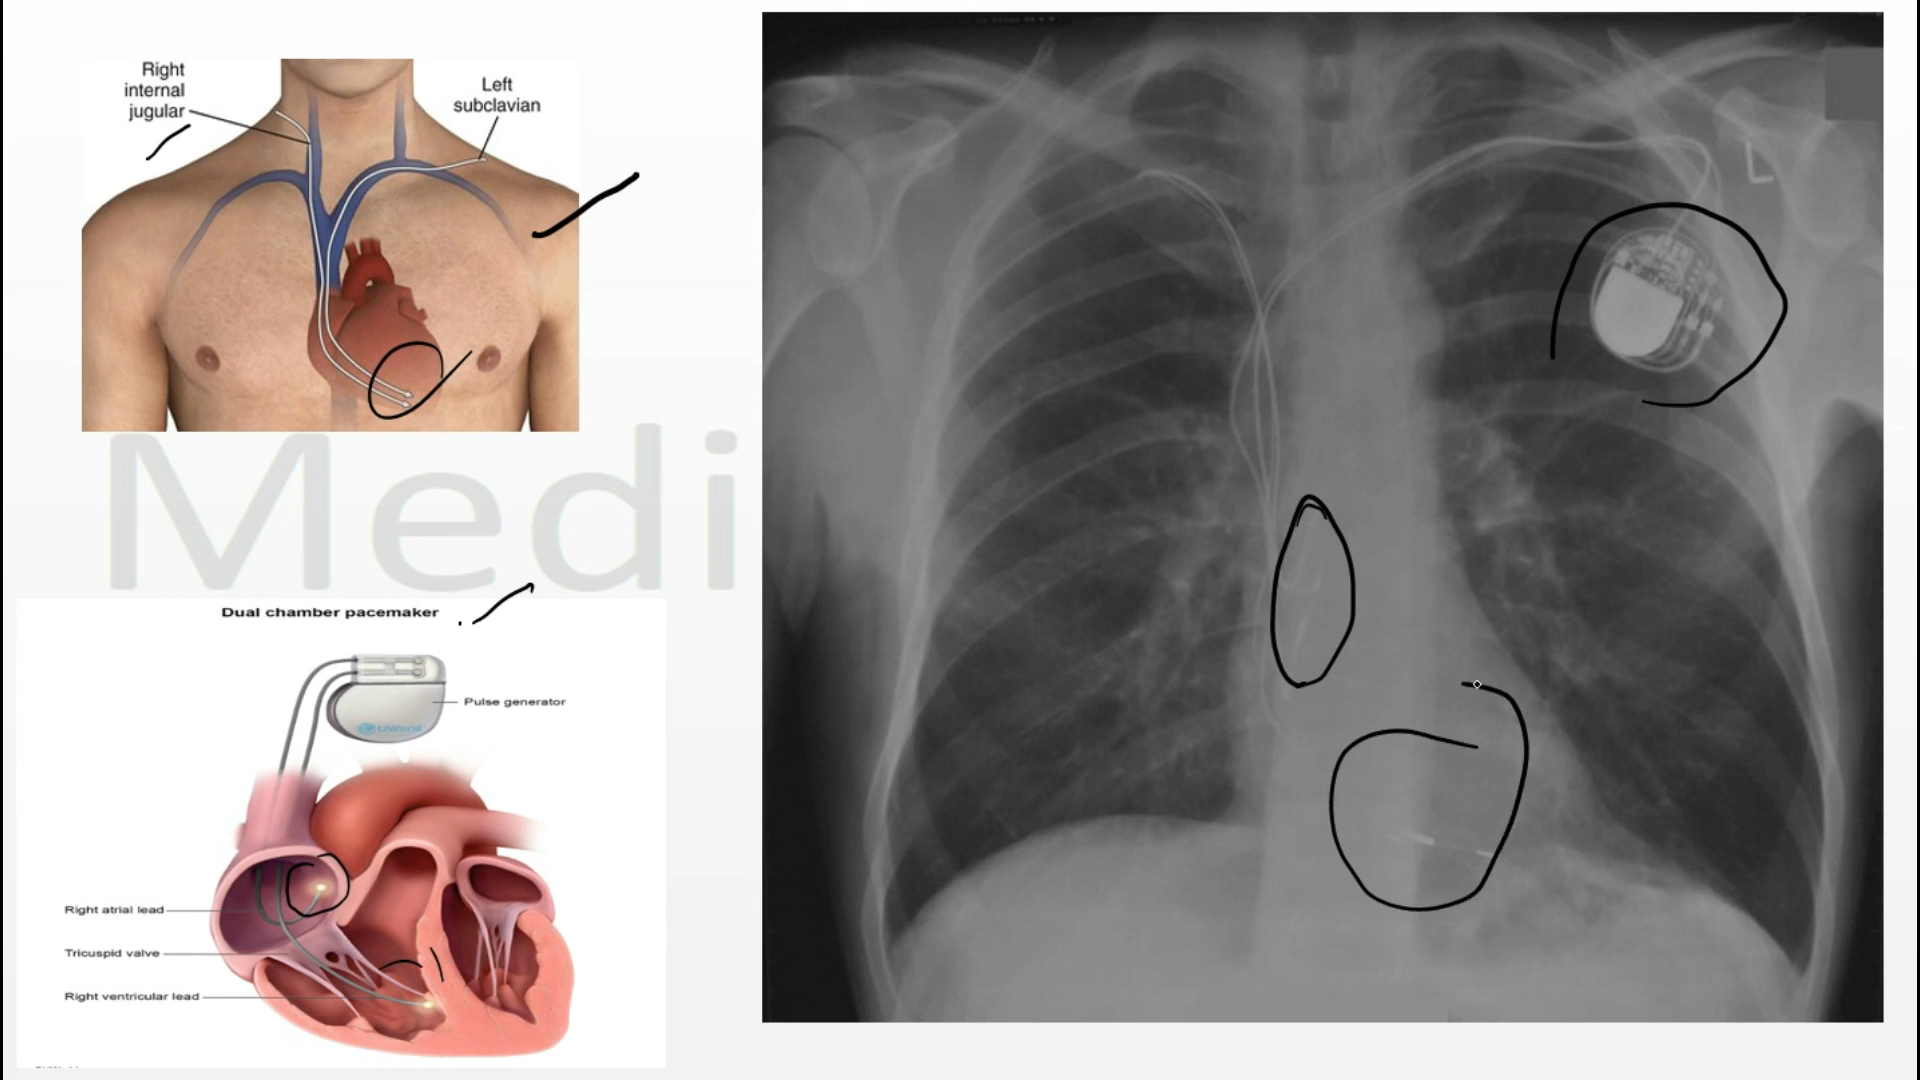 Right
internal
jugular
Left
subclavian
L
Medi
Dual chamber pacemaker
Pulse generator
UWorld
Right atrial lead
Tricuspid valve
Right ventricular lead